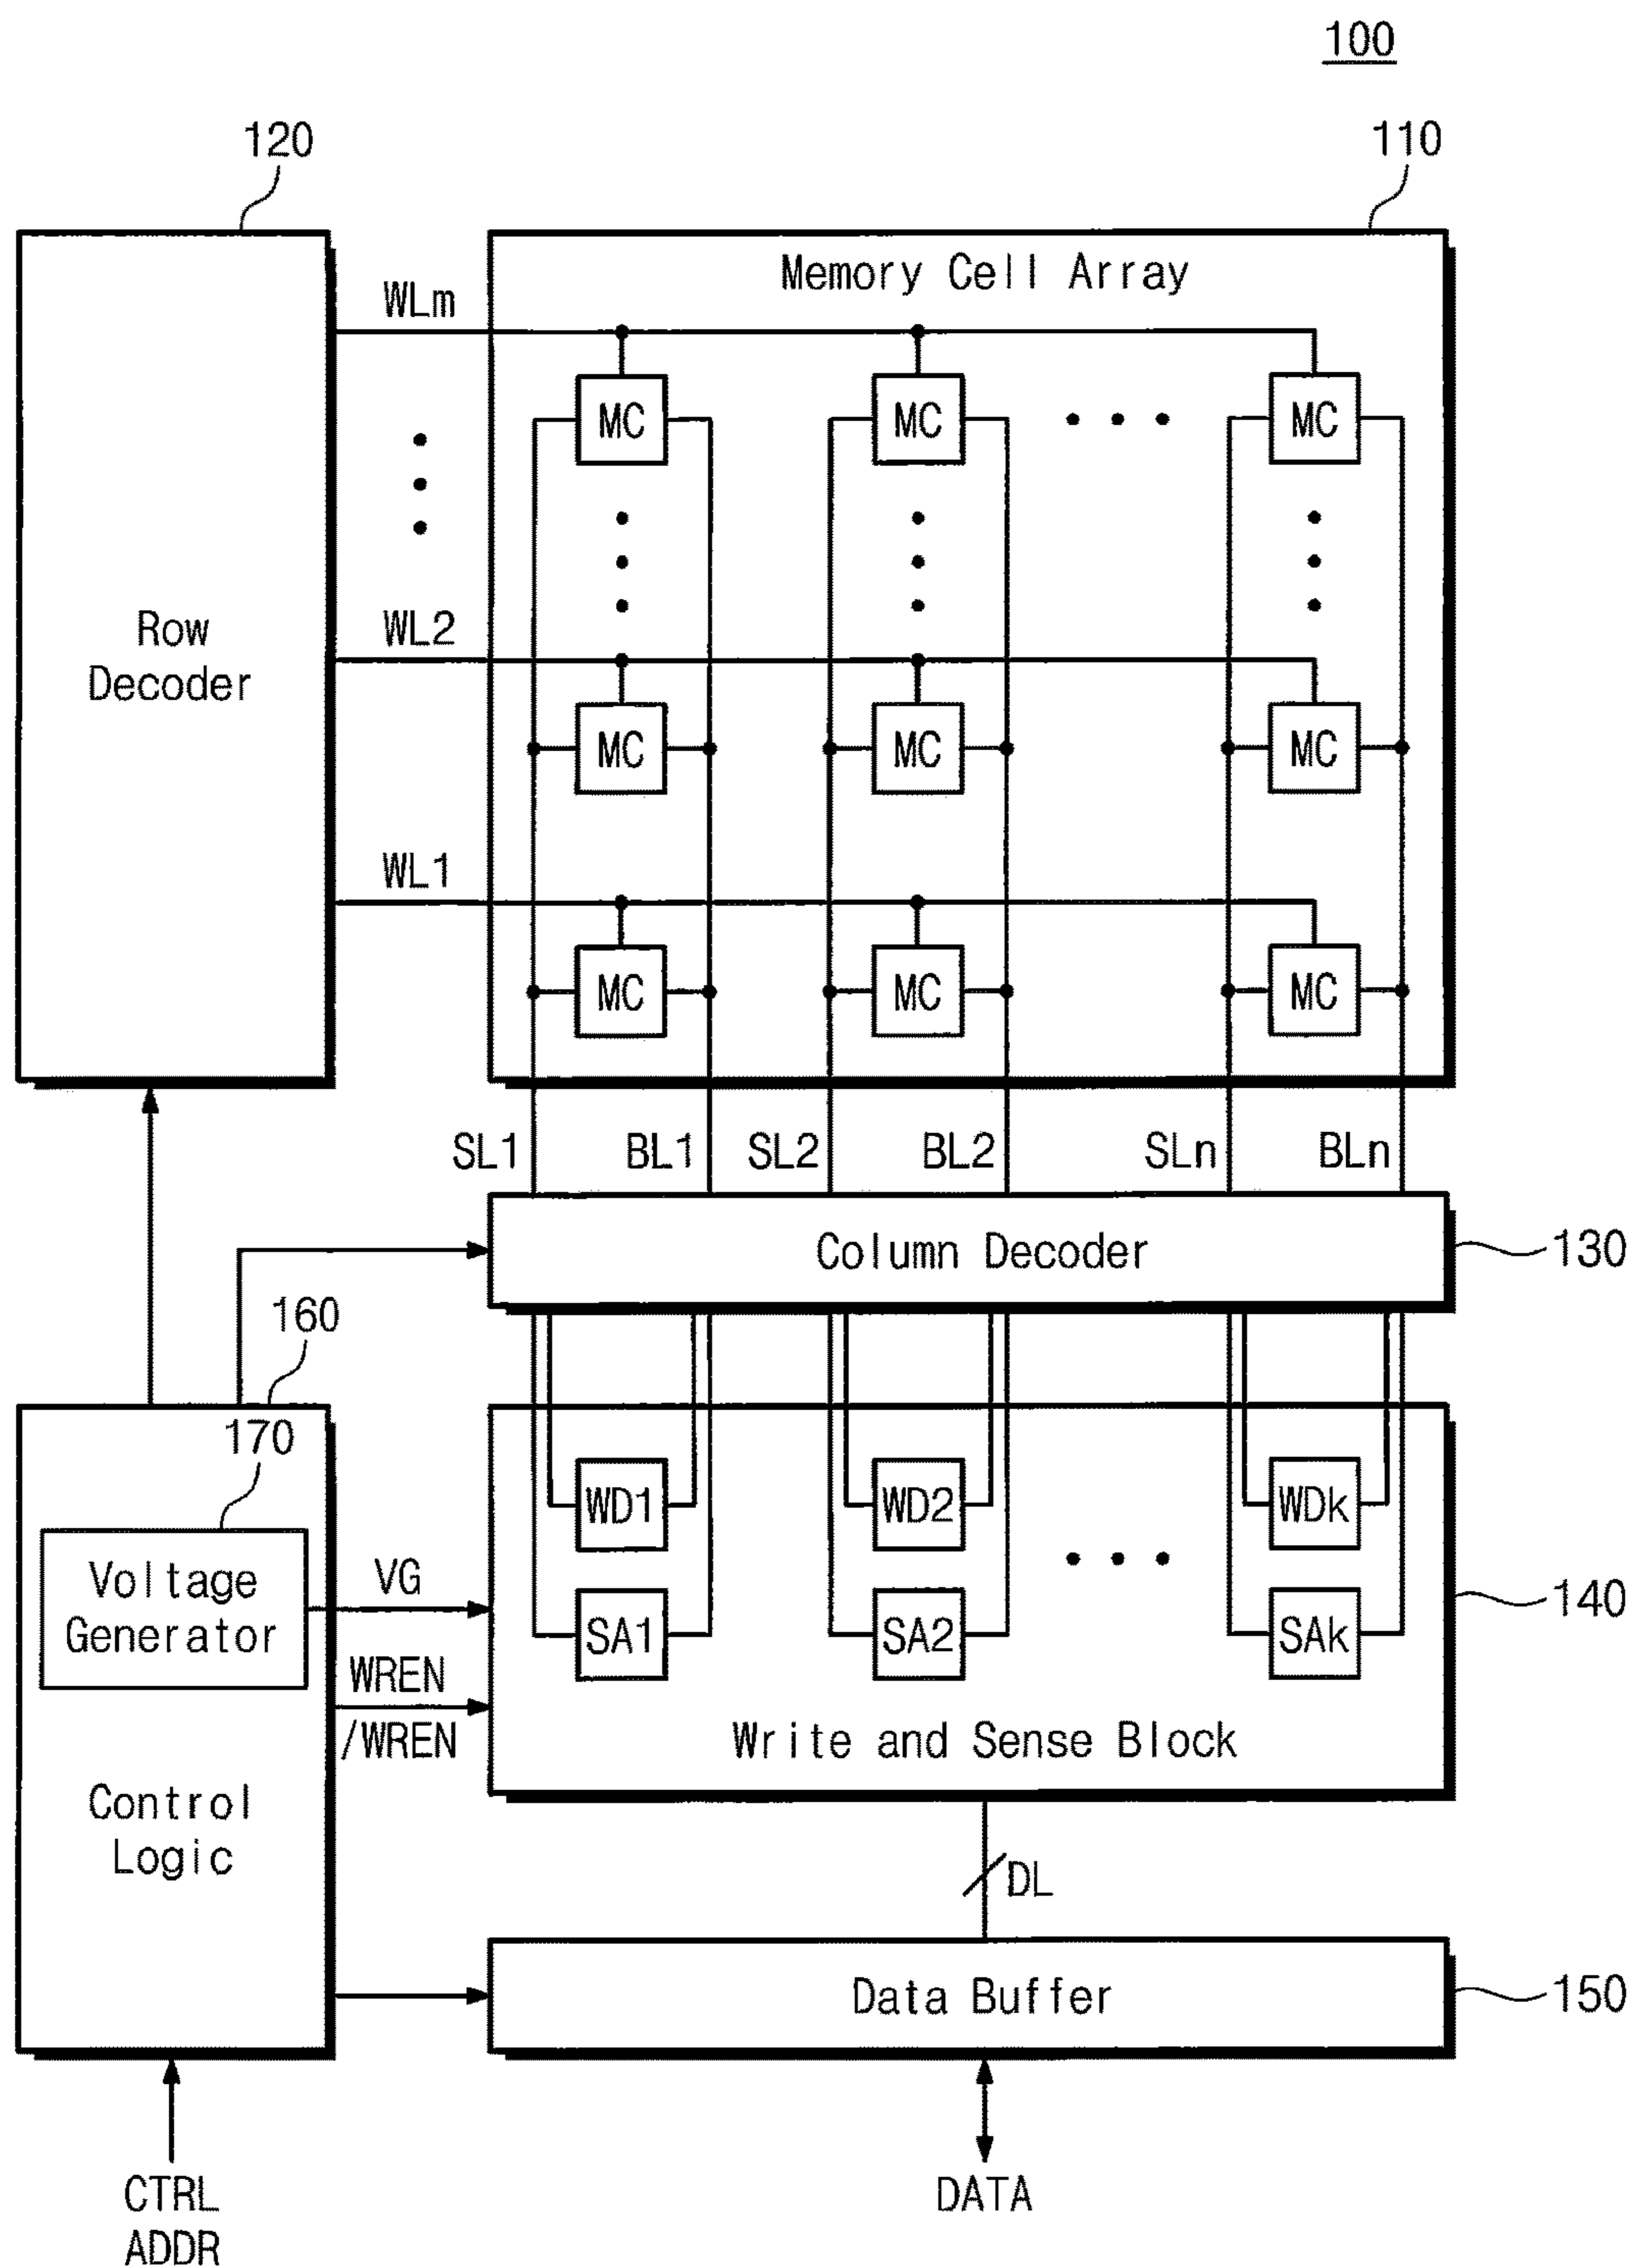 100
120
110
Memory Cell Array
WLm
MC MC MC
Row
Decoder
WL2
MC MC MC
WL1
MC MC MC
SL1 BL1 SL2 BL2 SLn BLn
Column Decoder
130
160
170
WD1 WD2 WDk
Voltage
Generator
VG
SA1 SA2 SAk
140
WREN
/WREN
Write and Sense Block
Control
Logic
DL
Data Buffer
150
CTRL
ADDR
DATA